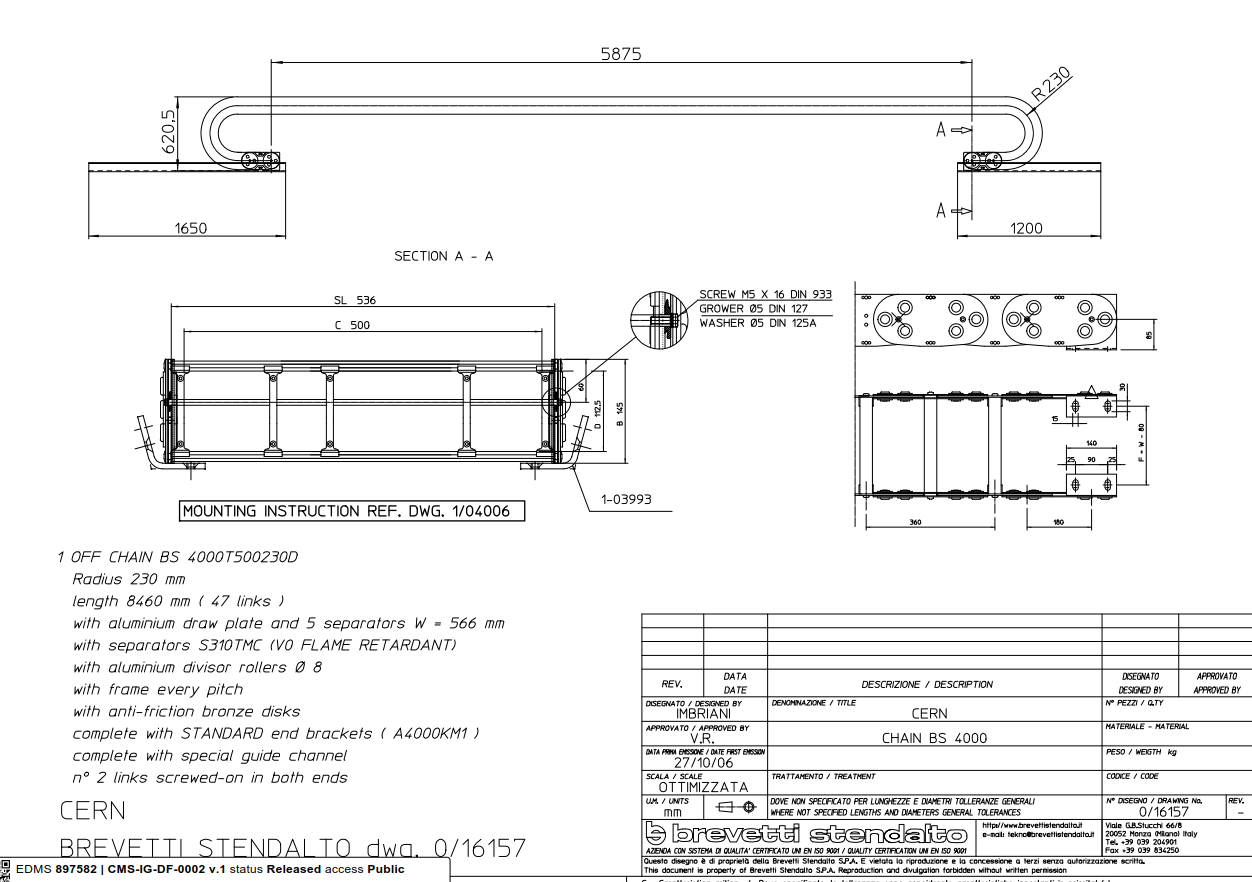 5875
R 230
620,5
A
A
1650
1200
SECTION A - A
SL 536
C 500
SCREW M5 X 16 DIN 933
GROWER Ø5 DIN 127
WASHER Ø5 DIN 125A
60
D 112,5
B 145
1-03993
MOUNTING INSTRUCTION REF. DWG. 1/04006
85
30
15
140
25 90 25
F = W - 80
360
180
1 OFF CHAIN BS 4000T500230D
Radius 230 mm
length 8460 mm ( 47 links )
with aluminium draw plate and 5 separators W = 566 mm
with separators S310TMC (V0 FLAME RETARDANT)
with aluminium divisor rollers Ø 8
with frame every pitch
with anti-friction bronze disks
complete with STANDARD end brackets ( A4000KM1 )
complete with special guide channel
n° 2 links screwed-on in both ends
CERN
BREVETTI STENDALTO dwg. 0/16157
REV.
DATA
DATE
DESCRIZIONE / DESCRIPTION
DISEGNATO
DESIGNED BY
APPROVATO
APPROVED BY
DISEGNATO / DESIGNED BY
IMBRIANI
DENOMINAZIONE / TITLE
CERN
N° PEZZI / Q.TY
APPROVATO / APPROVED BY
V.R.
CHAIN BS 4000
MATERIALE - MATERIAL
DATA PRIMA EMISSIONE / DATE FIRST EMISSION
27/10/06
PESO / WEIGTH kg
SCALA / SCALE
OTTIMIZZATA
TRATTAMENTO / TREATMENT
CODICE / CODE
U.M. / UNITS
mm
DOVE NON SPECIFICATO PER LUNGHEZZE E DIAMETRI TOLLERANZE GENERALI
WHERE NOT SPECIFIED LENGTHS AND DIAMETERS GENERAL TOLERANCES
N° DISEGNO / DRAWING No.
0/16157
REV.
-
brevetti stendalto
AZIENDA CON SISTEMA DI QUALITA' CERTIFICATO UNI EN ISO 9001 / QUALITY CERTIFICATION UNI EN ISO 9001
http//www.brevettistendalto.it
e-mail: tekno@brevettistendalto.it
Viale G.B.Stucchi 66/8
20052 Monza (Milano) Italy
Tel. +39 039 204901
Fax +39 039 834250
Questo disegno è di proprietà della Brevetti Stendalto S.P.A. E vietata la riproduzione e la concessione a terzi senza autorizzazione scritta.
This document is property of Brevetti Stendalto S.P.A. Reproduction and divulgation forbidden without written permission
EDMS 897582 | CMS-IG-DF-0002 v.1 status Released access Public